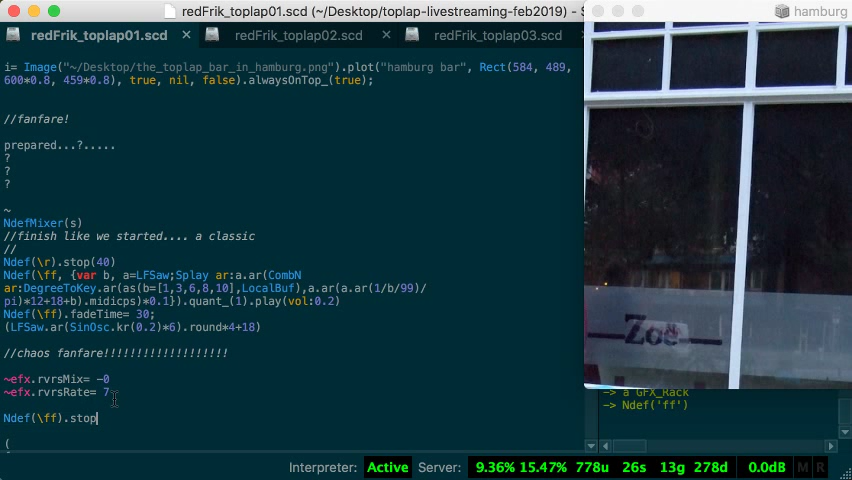 redFrik_toplap01.scd (~/Desktop/toplap-livestreaming-feb2019) – S
hamburg
redFrik_toplap01.scd
redFrik_toplap02.scd
redFrik_toplap03.scd
i= Image("~/Desktop/the_toplap_bar_in_hamburg.png").plot("hamburg bar", Rect(584, 489,
600*0.8, 459*0.8), true, nil, false).alwaysOnTop_(true);
//fanfare!
prepared...?.....
?
?
?
~
NdefMixer(s)
//finish like we started.... a classic
//
Ndef(\r).stop(40)
Ndef(\ff, {var b, a=LFSaw;Splay ar:a.ar(CombN
ar:DegreeToKey.ar(as(b=[1,3,6,8,10],LocalBuf),a.ar(a.ar(1/b/99)/
pi)*12+18+b).midicps)*0.1}).quant_(1).play(vol:0.2)
Ndef(\ff).fadeTime= 30;
(LFSaw.ar(SinOsc.kr(0.2)*6).round*4+18)
//chaos fanfare!!!!!!!!!!!!!!!!!!!
~efx.rvrsMix= -0
~efx.rvrsRate= 7
Ndef(\ff).stop
(
Zoë
-> a GFX_Rack
-> Ndef('ff')
Interpreter: Active Server: 9.36% 15.47% 778u 26s 13g 278d 0.0dB M R